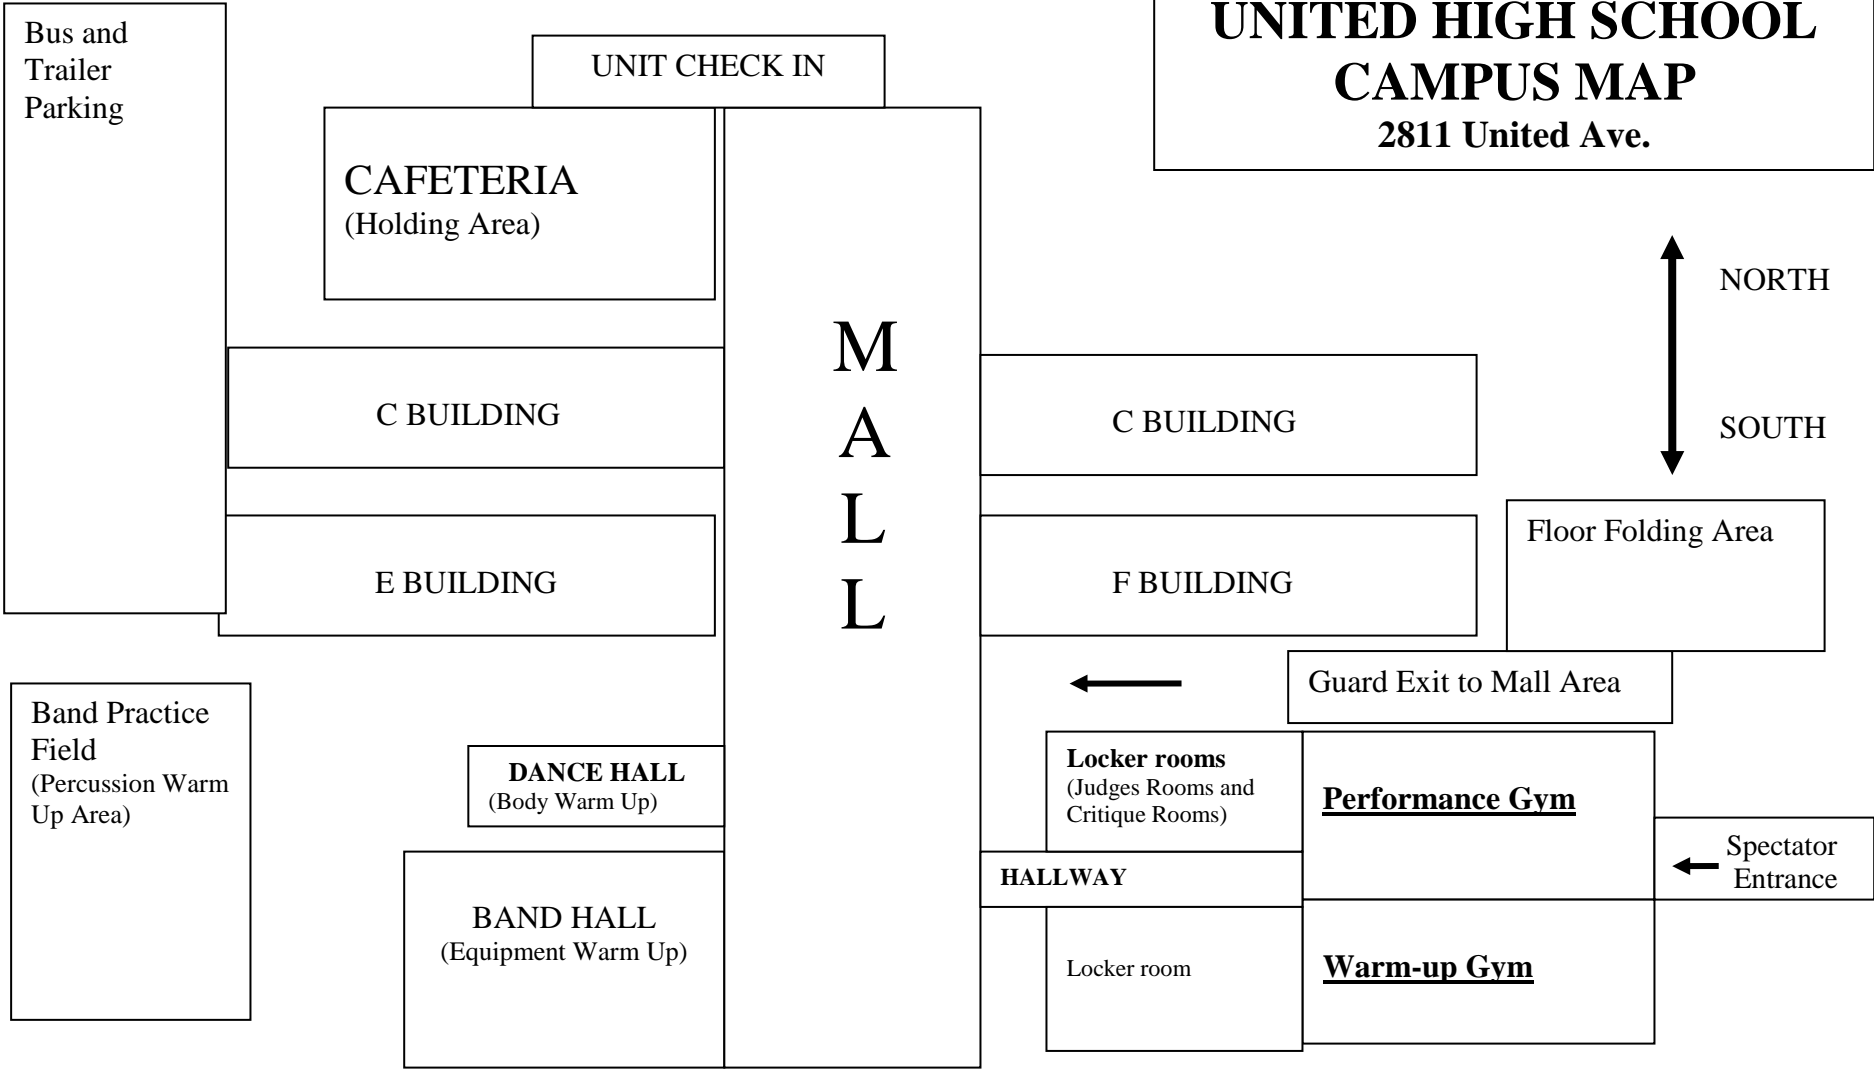 Bus and
Trailer
Parking
UNIT CHECK IN
UNITED HIGH SCHOOL
CAMPUS MAP
2811 United Ave.
CAFETERIA
(Holding Area)
NORTH
SOUTH
M
A
L
L
C BUILDING
C BUILDING
E BUILDING
F BUILDING
Floor Folding Area
Guard Exit to Mall Area
Band Practice
Field
(Percussion Warm
Up Area)
DANCE HALL
(Body Warm Up)
Locker rooms
(Judges Rooms and
Critique Rooms)
Performance Gym
Spectator
Entrance
HALLWAY
BAND HALL
(Equipment Warm Up)
Locker room
Warm-up Gym